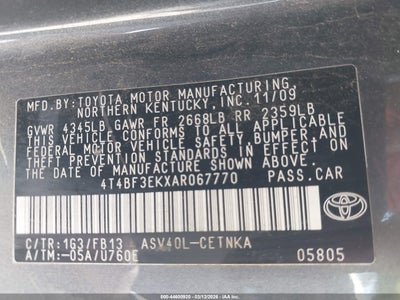 MFD.BY:TOYOTA MOTOR MANUFACTURING,
NORTHERN KENTUCKY,INC. 11/09
GVWR 4345LB GAWR FR 2668LB RR 2359LB
THIS VEHICLE CONFORMS TO ALL APPLICABLE
FEDERAL MOTOR VEHICLE SAFETY, BUMPER, AND
THEFT PREVENTION STANDARDS IN EFFECT ON THE
DATE OF MANUFACTURE SHOWN ABOVE.
4T4BF3EKXAR067770 PASS.CAR
TOYOTA
C/TR:1G3/FB13 ASV40L-CETNKA
A/TM:-05A/U760E 05805